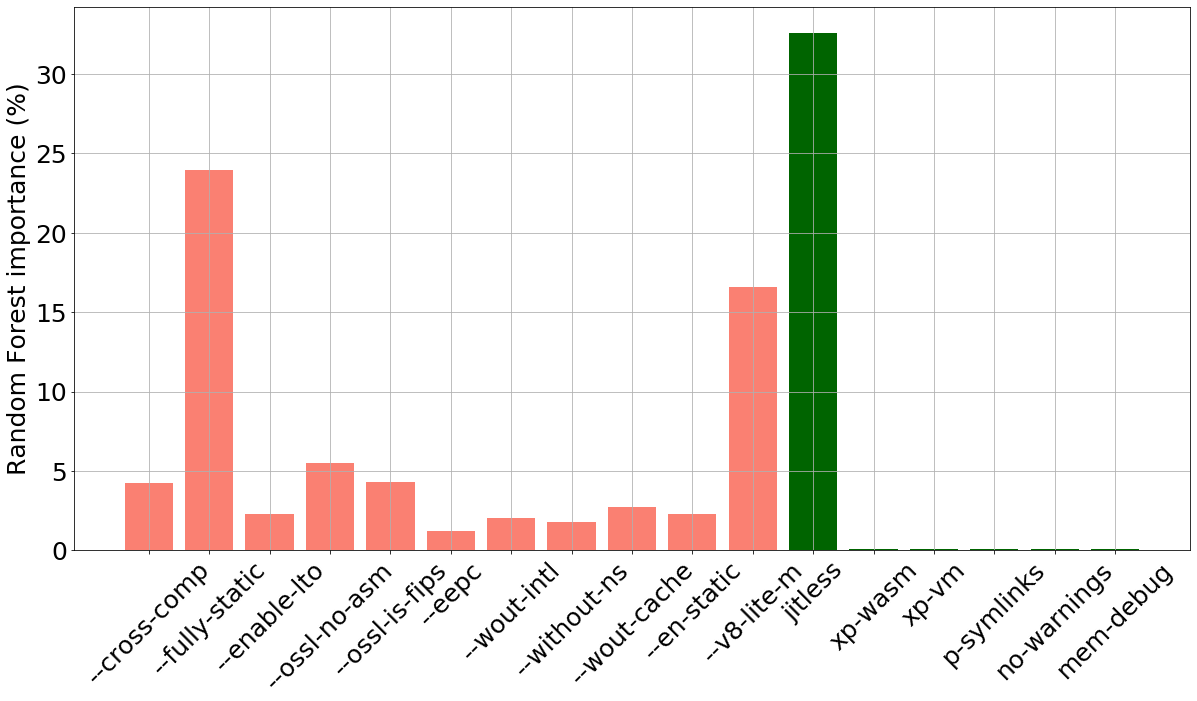 Random Forest importance (%)
30
25
20
15
10
5
0
--cross-comp
--fully-static
--enable-lto
--ossl-no-asm
--ossl-is-fips
--eepc
--wout-intl
--without-ns
--wout-cache
--en-static
--v8-lite-m
jitless
xp-wasm
xp-vm
p-symlinks
no-warnings
mem-debug